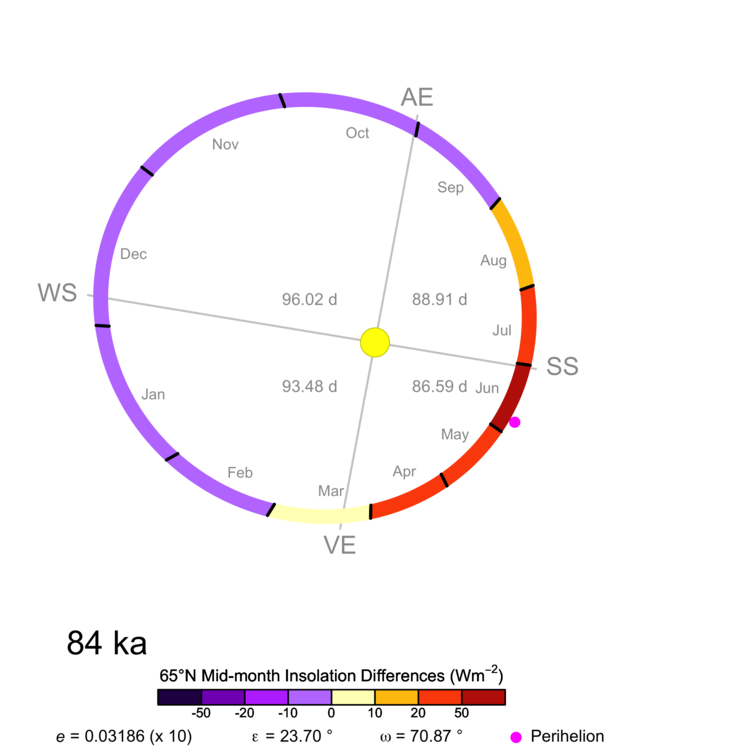 AE
Oct
Nov
Sep
Dec
Aug
WS
96.02 d
88.91 d
Jul
SS
93.48 d
86.59 d
Jun
Jan
May
Feb
Apr
Mar
VE
84 ka
65°N Mid-month Insolation Differences (Wm⁻²)
-50 -20 -10 0 10 20 50
e = 0.03186 (x 10) ε = 23.70 ° ω = 70.87 ° Perihelion